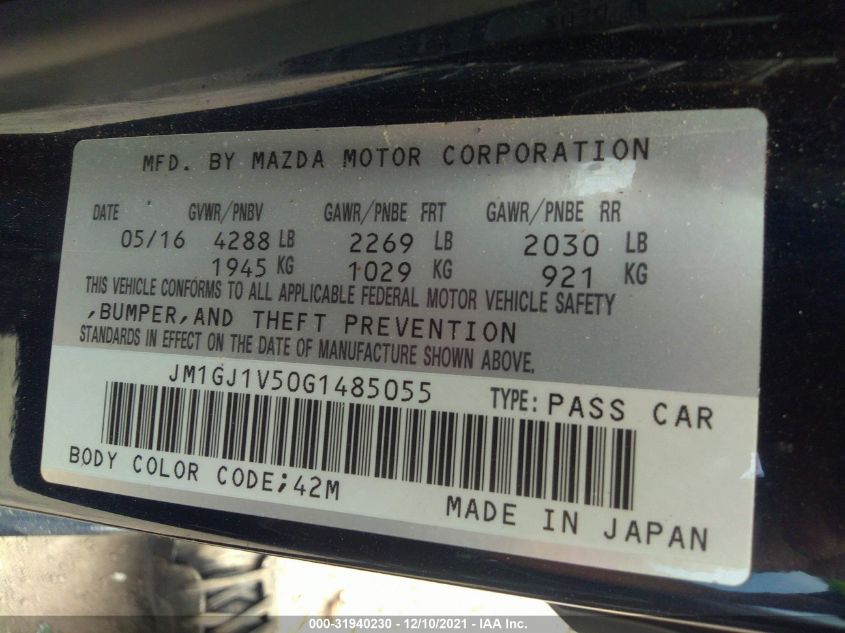 MFD. BY MAZDA MOTOR CORPORATION
DATE GVWR/PNBV GAWR/PNBE FRT GAWR/PNBE RR
05/16 4288 LB 2269 LB 2030 LB
1945 KG 1029 KG 921 KG
THIS VEHICLE CONFORMS TO ALL APPLICABLE FEDERAL MOTOR VEHICLE SAFETY
,BUMPER,AND THEFT PREVENTION
STANDARDS IN EFFECT ON THE DATE OF MANUFACTURE SHOWN ABOVE.
JM1GJ1V50G1485055 TYPE: PASS CAR
BODY COLOR CODE;42M
MADE IN JAPAN
000-31940230 - 12/10/2021 - IAA Inc.